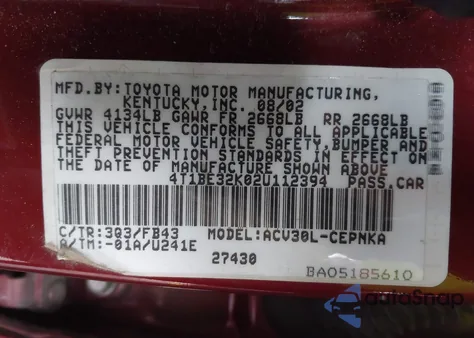 MFD.BY:TOYOTA MOTOR MANUFACTURING,
KENTUCKY,INC. 08/02
GVWR 4134LB GAWR FR 2668LB RR 2668LB
THIS VEHICLE CONFORMS TO ALL APPLICABLE
FEDERAL MOTOR VEHICLE SAFETY,BUMPER AND
THEFT PREVENTION STANDARDS IN EFFECT ON
THE DATE OF MANUFACTURE SHOWN ABOVE.
4T1BE32K02U112394 PASS.CAR
C/TR:3Q3/FB43 MODEL:ACV30L-CEPNKA
A/TM:-01A/U241E
27430 BA05185610
autoSnap